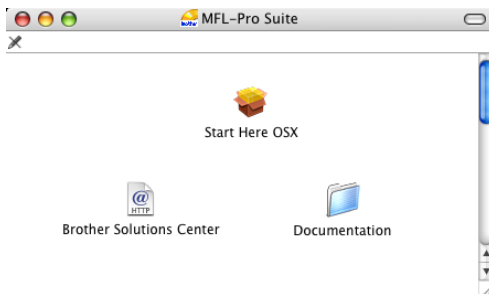 MFL-Pro Suite
Start Here OSX
@
HTTP
Brother Solutions Center
Documentation